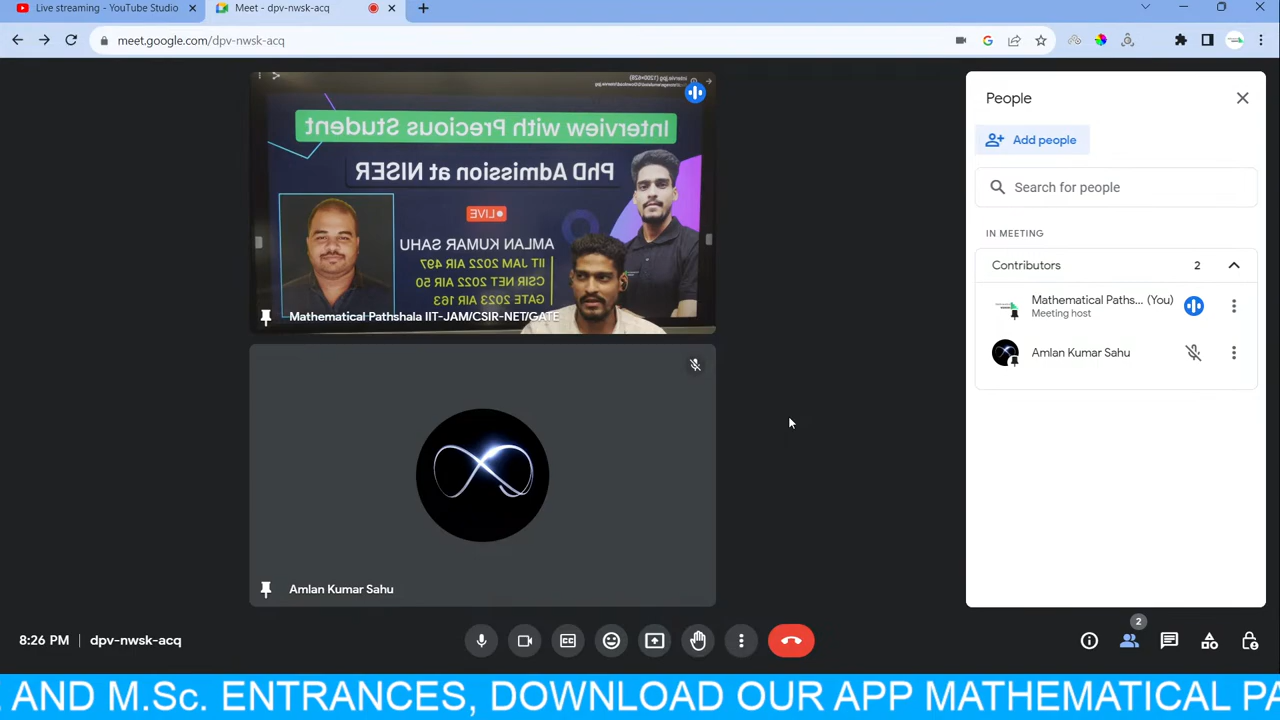 Live streaming - YouTube Studio
Meet - dpv-nwsk-acq
meet.google.com/dpv-nwsk-acq
Interview with Precious Student
PhD Admission at NISER
LIVE
AMLAN KUMAR SAHU
IIT JAM 2022 AIR 497
CSIR NET 2022 AIR 50
GATE 2023 AIR 163
Mathematical Pathshala IIT-JAM/CSIR-NET/GATE
Amlan Kumar Sahu
People
Add people
Search for people
IN MEETING
Contributors 2
Mathematical Paths... (You)
Meeting host
Amlan Kumar Sahu
8:26 PM dpv-nwsk-acq
2
AND M.Sc. ENTRANCES, DOWNLOAD OUR APP MATHEMATICAL PA